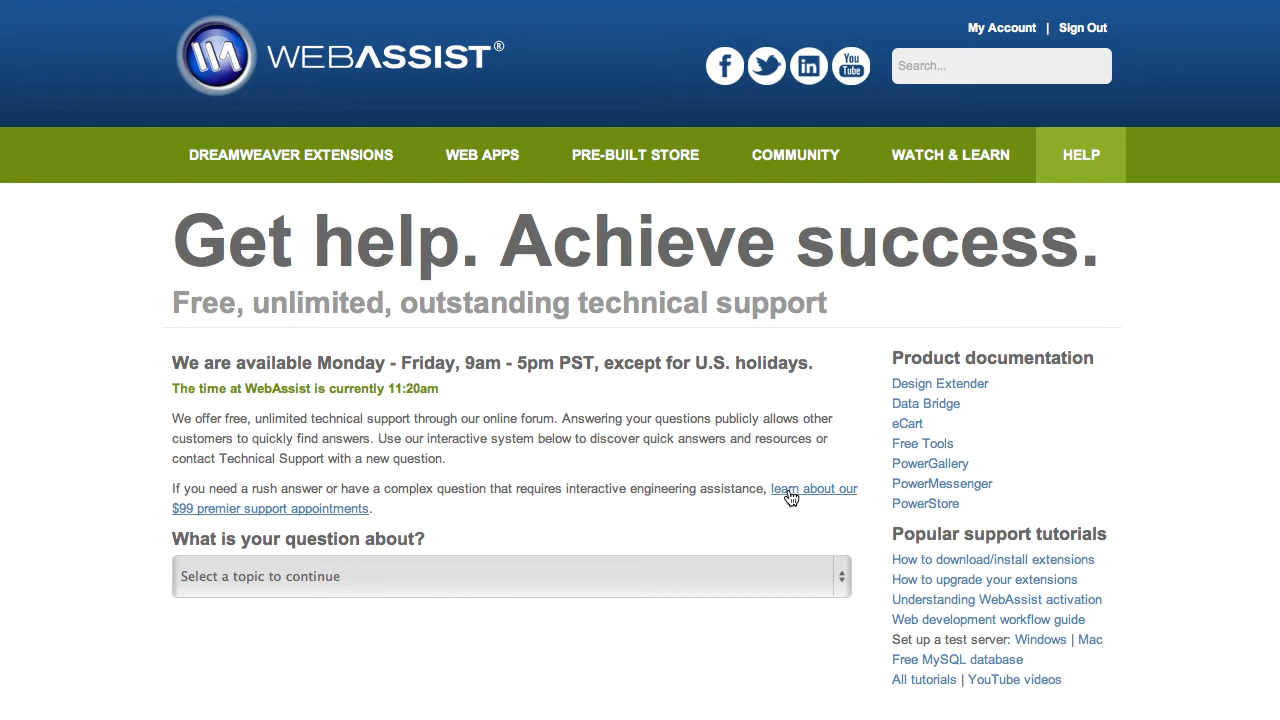 WEBASSIST®
My Account | Sign Out
You
Tube
Search...
DREAMWEAVER EXTENSIONS
WEB APPS
PRE-BUILT STORE
COMMUNITY
WATCH & LEARN
HELP
Get help. Achieve success.
Free, unlimited, outstanding technical support
We are available Monday - Friday, 9am - 5pm PST, except for U.S. holidays.
The time at WebAssist is currently 11:20am
We offer free, unlimited technical support through our online forum. Answering your questions publicly allows other
customers to quickly find answers. Use our interactive system below to discover quick answers and resources or
contact Technical Support with a new question.
If you need a rush answer or have a complex question that requires interactive engineering assistance, learn about our
$99 premier support appointments.
What is your question about?
Select a topic to continue
Product documentation
Design Extender
Data Bridge
eCart
Free Tools
PowerGallery
PowerMessenger
PowerStore
Popular support tutorials
How to download/install extensions
How to upgrade your extensions
Understanding WebAssist activation
Web development workflow guide
Set up a test server: Windows | Mac
Free MySQL database
All tutorials | YouTube videos